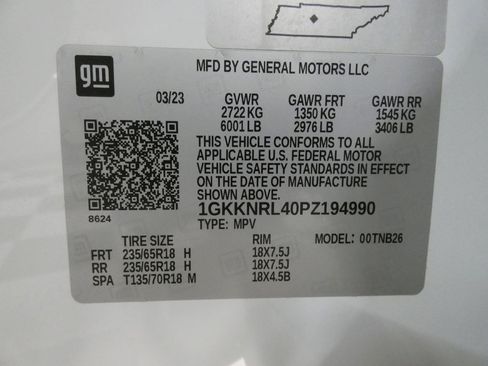 gm
MFD BY GENERAL MOTORS LLC
03/23 GVWR GAWR FRT GAWR RR
2722 KG 1350 KG 1545 KG
6001 LB 2976 LB 3406 LB
THIS VEHICLE CONFORMS TO ALL
APPLICABLE U.S. FEDERAL MOTOR
VEHICLE SAFETY STANDARDS IN EFFECT
ON THE DATE OF MANUFACTURE
SHOWN ABOVE.
8624
1GKKNRL40PZ194990
TYPE: MPV
TIRE SIZE RIM MODEL: 00TNB26
FRT 235/65R18 H 18X7.5J
RR 235/65R18 H 18X7.5J
SPA T135/70R18 M 18X4.5B